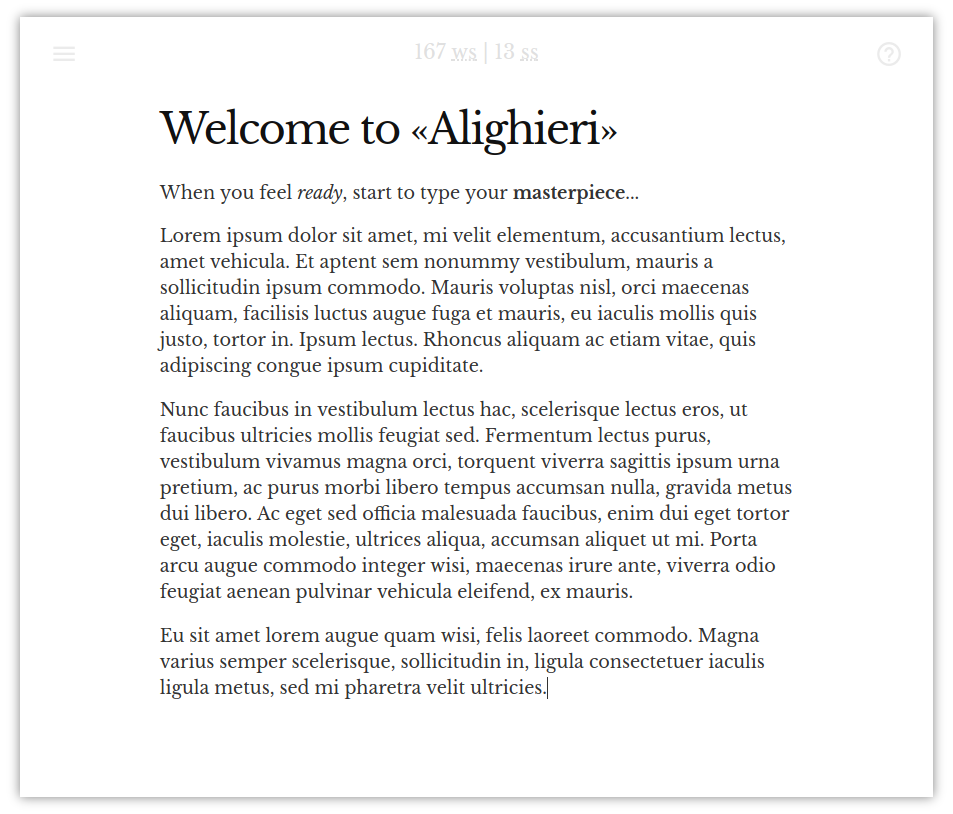 167 ws | 13 ss
Welcome to «Alighieri»
When you feel ready, start to type your masterpiece...
Lorem ipsum dolor sit amet, mi velit elementum, accusantium lectus,
amet vehicula. Et aptent sem nonummy vestibulum, mauris a
sollicitudin ipsum commodo. Mauris voluptas nisl, orci maecenas
aliquam, facilisis luctus augue fuga et mauris, eu iaculis mollis quis
justo, tortor in. Ipsum lectus. Rhoncus aliquam ac etiam vitae, quis
adipiscing congue ipsum cupiditate.
Nunc faucibus in vestibulum lectus hac, scelerisque lectus eros, ut
faucibus ultricies mollis feugiat sed. Fermentum lectus purus,
vestibulum vivamus magna orci, torquent viverra sagittis ipsum urna
pretium, ac purus morbi libero tempus accumsan nulla, gravida metus
dui libero. Ac eget sed officia malesuada faucibus, enim dui eget tortor
eget, iaculis molestie, ultrices aliqua, accumsan aliquet ut mi. Porta
arcu augue commodo integer wisi, maecenas irure ante, viverra odio
feugiat aenean pulvinar vehicula eleifend, ex mauris.
Eu sit amet lorem augue quam wisi, felis laoreet commodo. Magna
varius semper scelerisque, sollicitudin in, ligula consectetuer iaculis
ligula metus, sed mi pharetra velit ultricies.